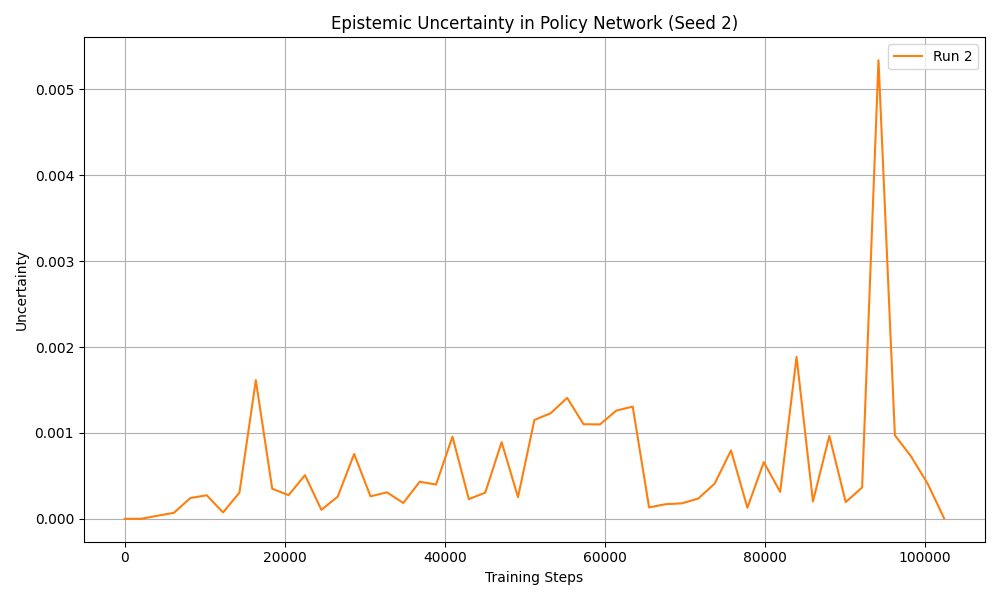 Epistemic Uncertainty in Policy Network (Seed 2)
Run 2
0.005
0.004
0.003
0.002
0.001
0.000
Uncertainty
0 20000 40000 60000 80000 100000
Training Steps